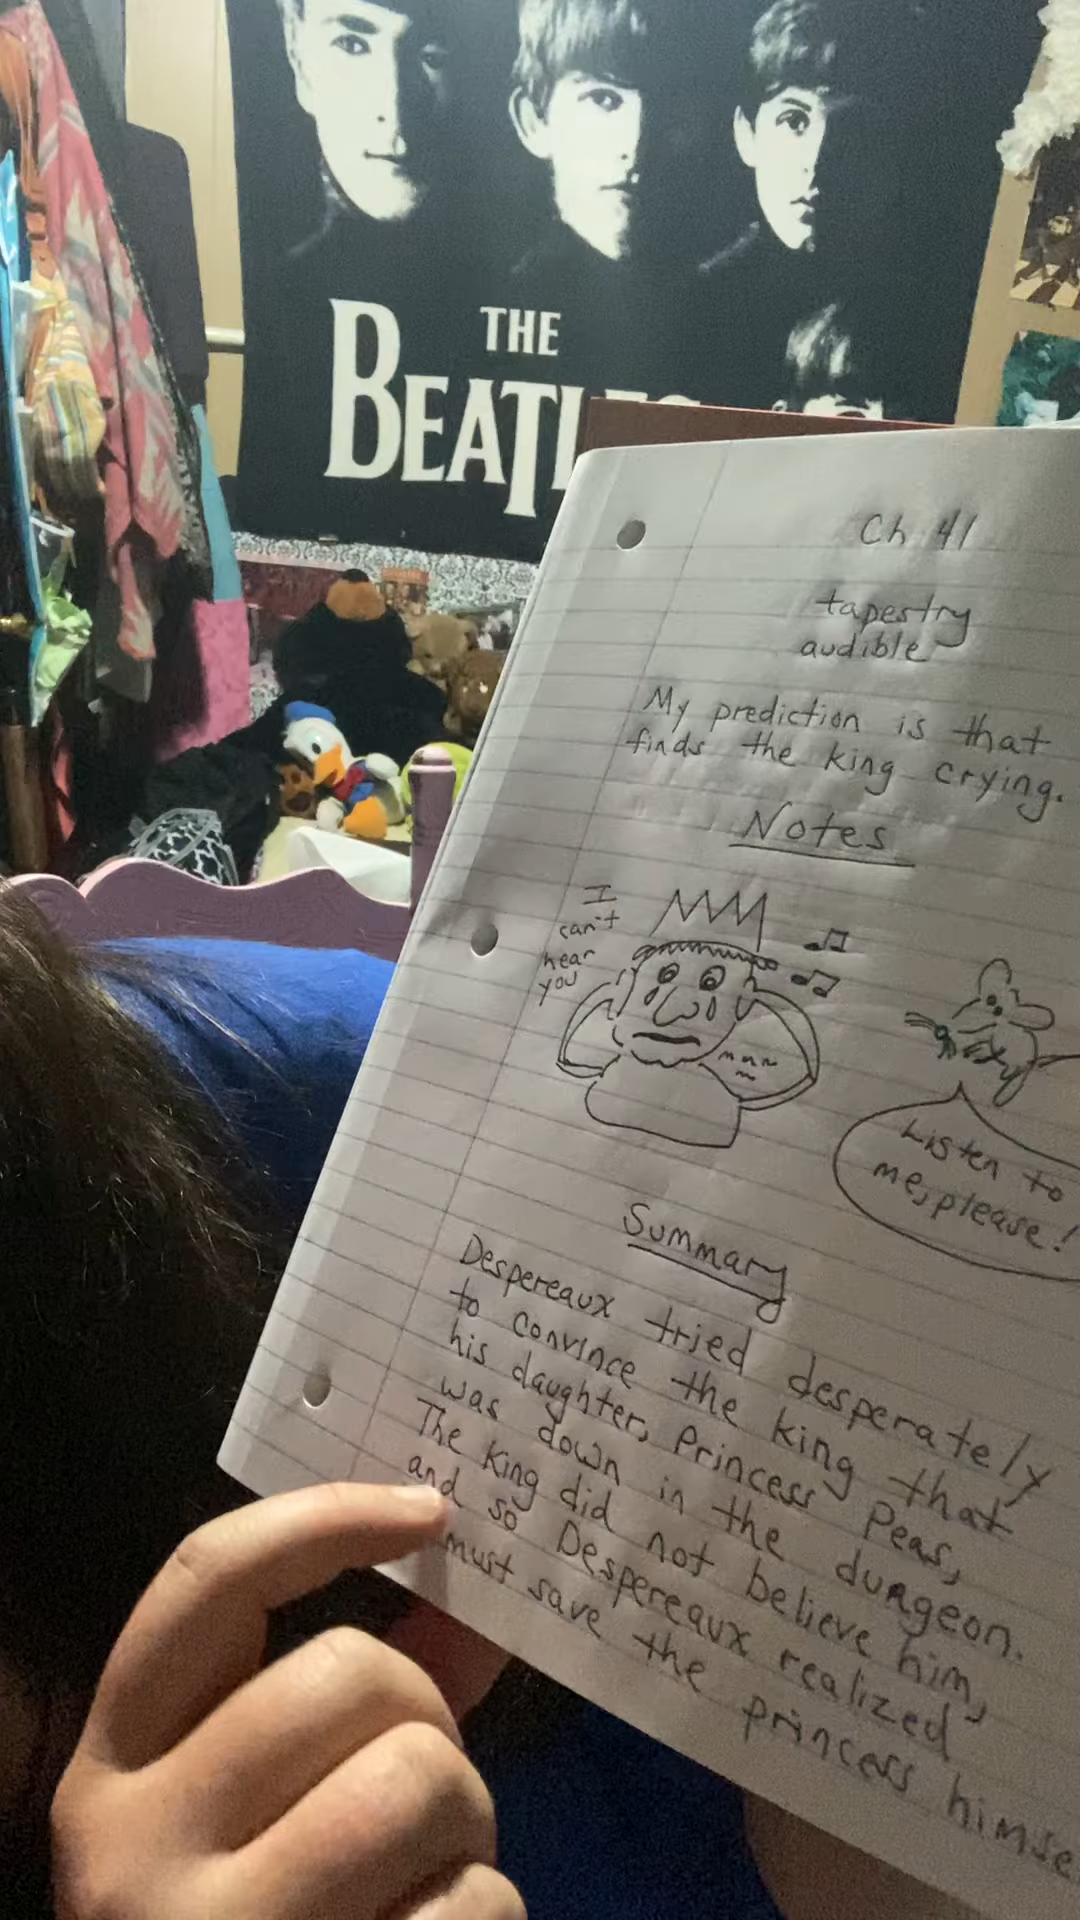 THE
BEATLES
Ch 41
tapestry
audible
My prediction is that
finds the king crying.
Notes
I
can't
hear
you
Listen to
me, please!
Summary
Despereaux tried desperately
to convince the king that
his daughter, Princess Peas,
was down in the dungeon.
The king did not believe him,
and so Despereaux realized
must save the princess himse